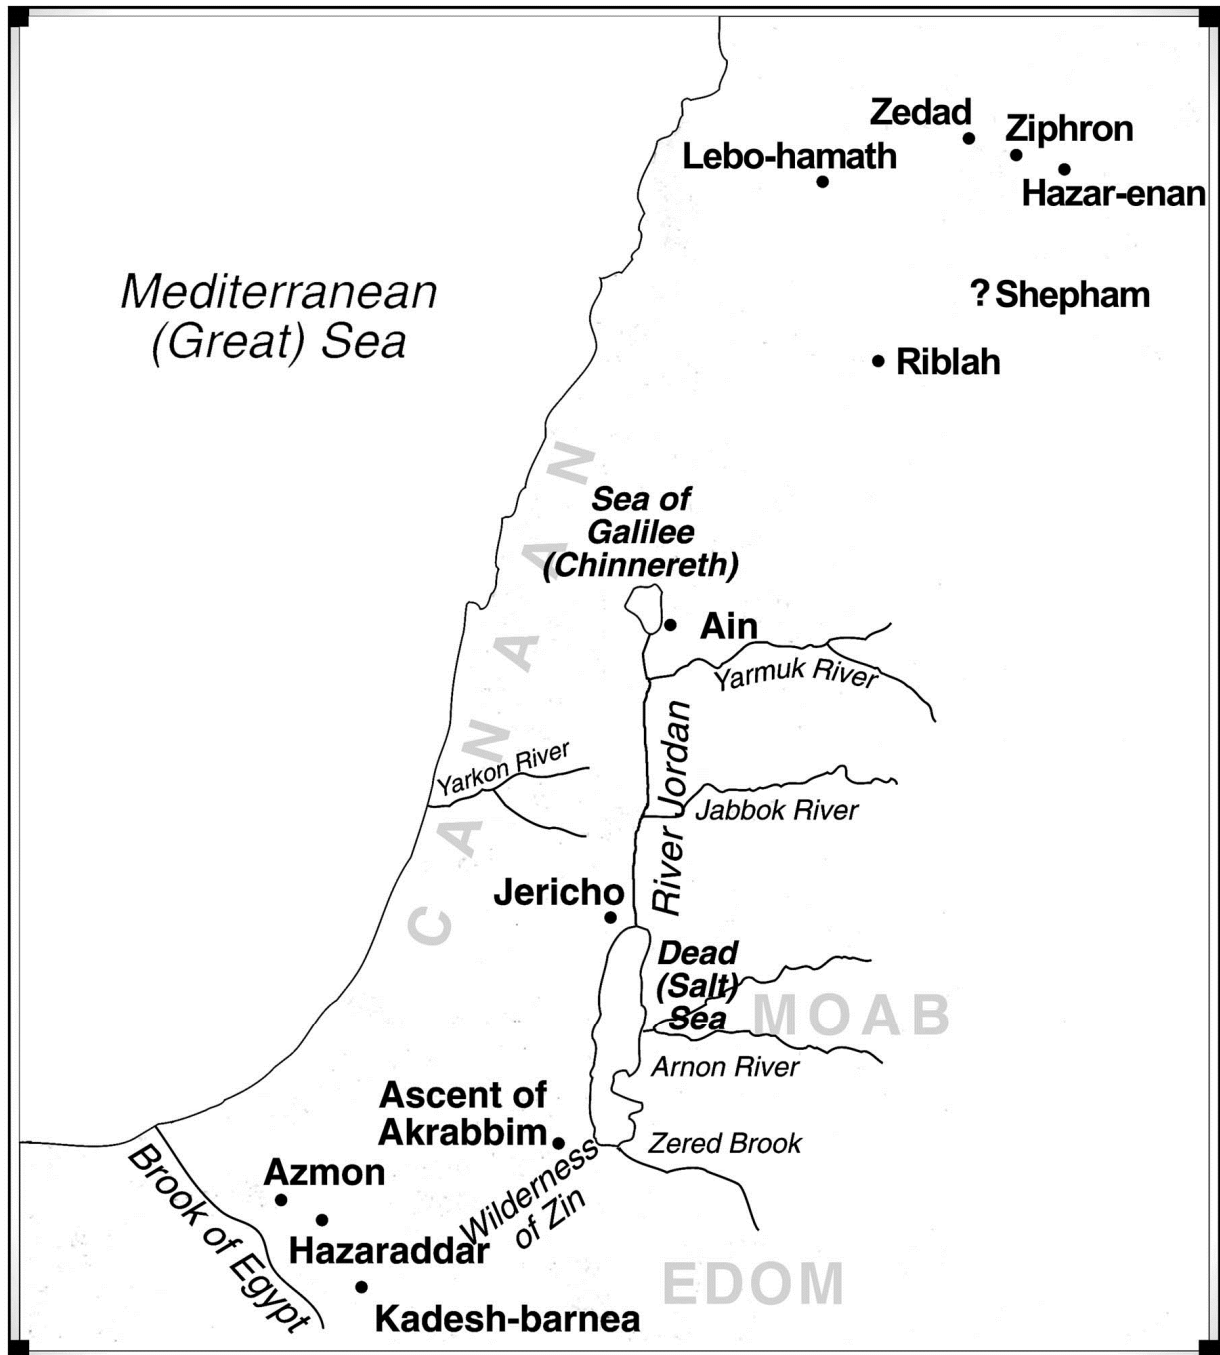 Zedad
Ziphron
Lebo-hamath
Hazar-enan
Mediterranean
(Great) Sea
? Shepham
Riblah
CANAAN
Sea of
Galilee
(Chinnereth)
Ain
Yarmuk River
River Jordan
Yarkon River
Jabbok River
Jericho
Dead
(Salt)
Sea
MOAB
Arnon River
Ascent of
Akrabbim
Zered Brook
Wilderness
of Zin
Azmon
Brook of Egypt
Hazaraddar
EDOM
Kadesh-barnea